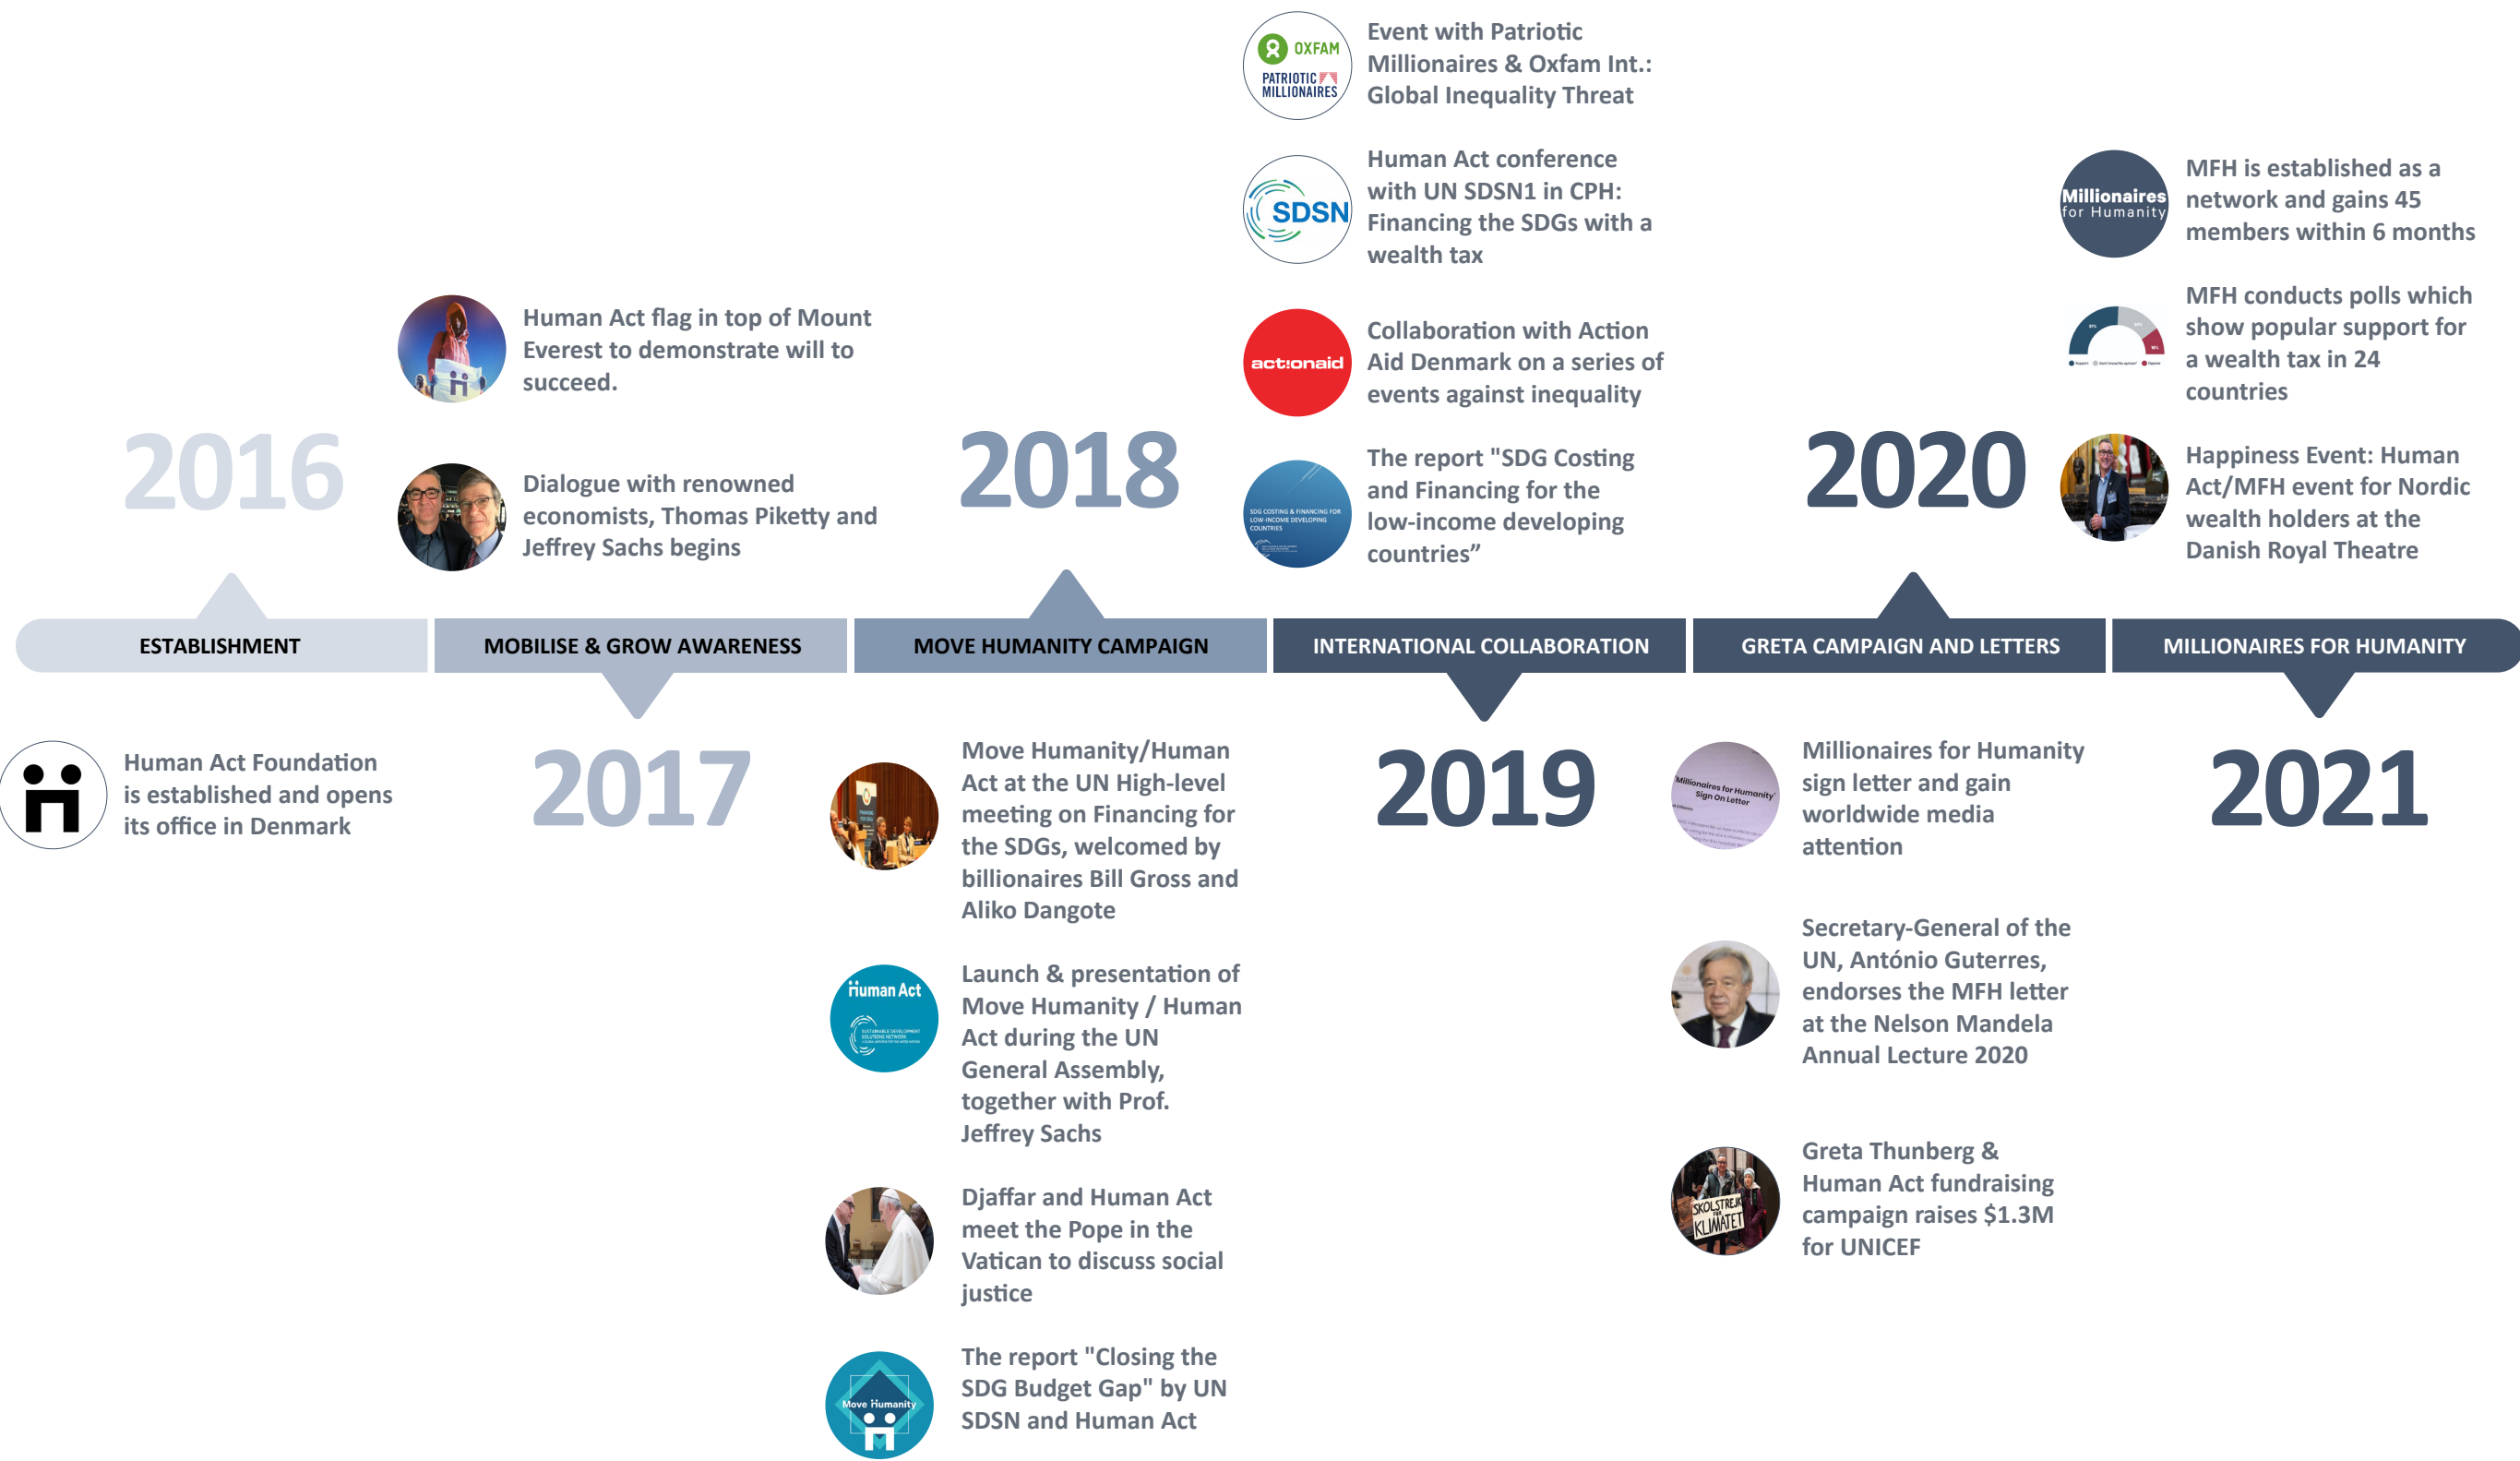 OXFAM
PATRIOTIC
MILLIONAIRES
Event with Patriotic
Millionaires & Oxfam Int.:
Global Inequality Threat
SDSN
Human Act conference
with UN SDSN1 in CPH:
Financing the SDGs with a
wealth tax
act:onaid
Collaboration with Action
Aid Denmark on a series of
events against inequality
SDG COSTING & FINANCING FOR
LOW-INCOME DEVELOPING
COUNTRIES
The report "SDG Costing
and Financing for the
low-income developing
countries”
Millionaires
for Humanity
MFH is established as a
network and gains 45
members within 6 months
MFH conducts polls which
show popular support for
a wealth tax in 24
countries
Happiness Event: Human
Act/MFH event for Nordic
wealth holders at the
Danish Royal Theatre
Human Act flag in top of Mount
Everest to demonstrate will to
succeed.
Dialogue with renowned
economists, Thomas Piketty and
Jeffrey Sachs begins
2016
2018
2020
ESTABLISHMENT
MOBILISE & GROW AWARENESS
MOVE HUMANITY CAMPAIGN
INTERNATIONAL COLLABORATION
GRETA CAMPAIGN AND LETTERS
MILLIONAIRES FOR HUMANITY
2017
2019
2021
Human Act Foundation
is established and opens
its office in Denmark
Move Humanity/Human
Act at the UN High-level
meeting on Financing for
the SDGs, welcomed by
billionaires Bill Gross and
Aliko Dangote
Human Act
SUSTAINABLE DEVELOPMENT
SOLUTIONS NETWORK
Launch & presentation of
Move Humanity / Human
Act during the UN
General Assembly,
together with Prof.
Jeffrey Sachs
Djaffar and Human Act
meet the Pope in the
Vatican to discuss social
justice
Move Humanity
The report "Closing the
SDG Budget Gap" by UN
SDSN and Human Act
'Millionaires for Humanity'
Sign On Letter
Millionaires for Humanity
sign letter and gain
worldwide media
attention
Secretary-General of the
UN, António Guterres,
endorses the MFH letter
at the Nelson Mandela
Annual Lecture 2020
SKOLSTREJK
FÖR
KLIMATET
Greta Thunberg &
Human Act fundraising
campaign raises $1.3M
for UNICEF